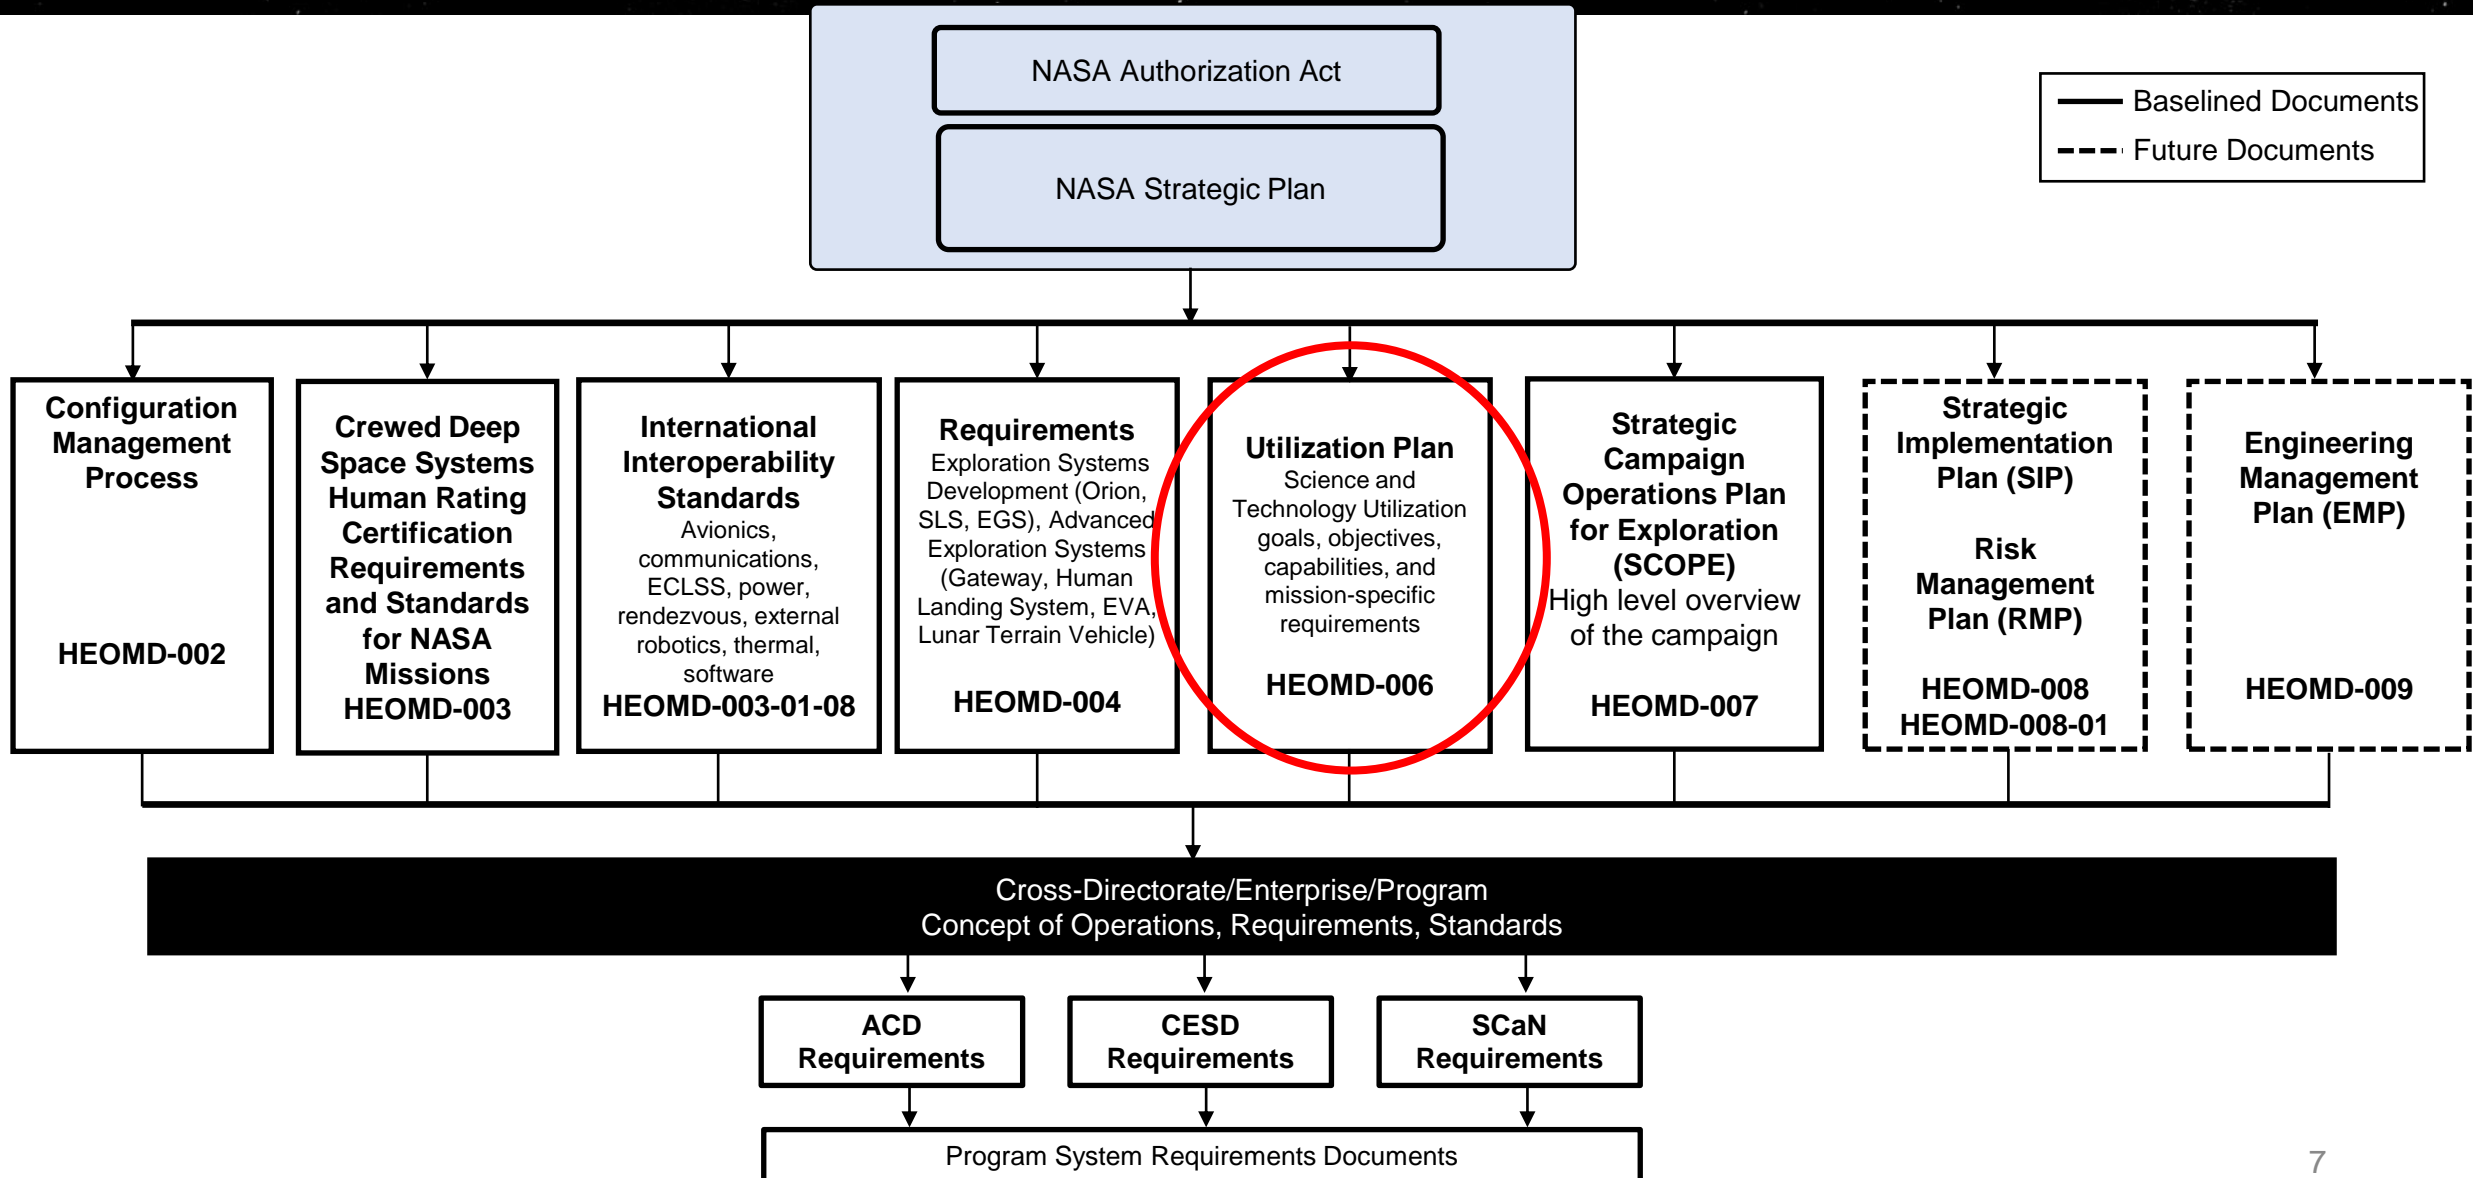 NASA Authorization Act
NASA Strategic Plan
Baselined Documents
Future Documents
Configuration
Management
Process
HEOMD-002
Crewed Deep
Space Systems
Human Rating
Certification
Requirements
and Standards
for NASA
Missions
HEOMD-003
International
Interoperability
Standards
Avionics,
communications,
ECLSS, power,
rendezvous, external
robotics, thermal,
software
HEOMD-003-01-08
Requirements
Exploration Systems
Development (Orion,
SLS, EGS), Advanced
Exploration Systems
(Gateway, Human
Landing System, EVA,
Lunar Terrain Vehicle)
HEOMD-004
Utilization Plan
Science and
Technology Utilization
goals, objectives,
capabilities, and
mission-specific
requirements
HEOMD-006
Strategic
Campaign
Operations Plan
for Exploration
(SCOPE)
High level overview
of the campaign
HEOMD-007
Strategic
Implementation
Plan (SIP)
Risk
Management
Plan (RMP)
HEOMD-008
HEOMD-008-01
Engineering
Management
Plan (EMP)
HEOMD-009
Cross-Directorate/Enterprise/Program
Concept of Operations, Requirements, Standards
ACD
Requirements
CESD
Requirements
SCaN
Requirements
Program System Requirements Documents
7